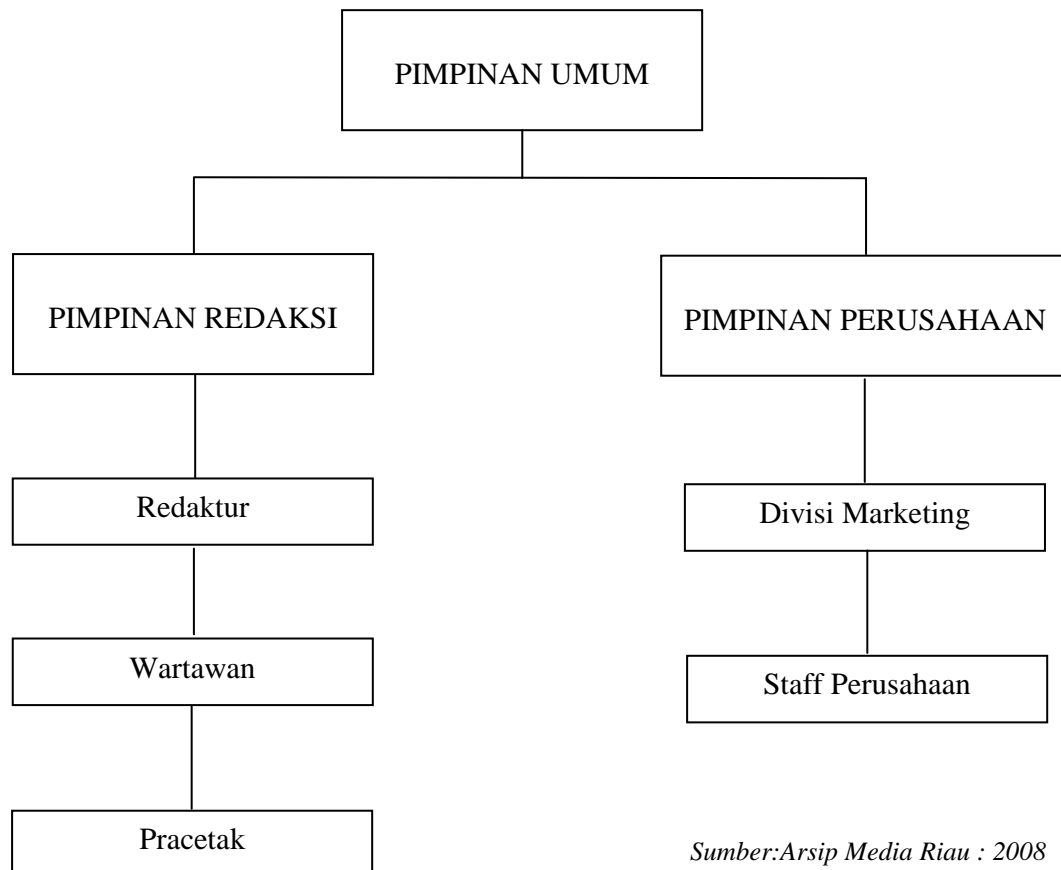 PIMPINAN UMUM
PIMPINAN REDAKSI
PIMPINAN PERUSAHAAN
Redaktur
Divisi Marketing
Wartawan
Staff Perusahaan
Pracetak
Sumber:Arsip Media Riau : 2008